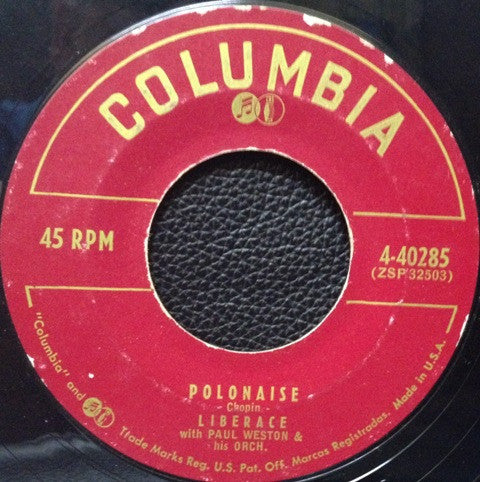 COLUMBIA
45 RPM
4-40285
(ZSP 32503)
POLONAISE
- Chopin -
LIBERACE
with PAUL WESTON &
his ORCH.
"Columbia" and Trade Marks Reg. U.S. Pat. Off. Marcas Registradas. Made in U.S.A.